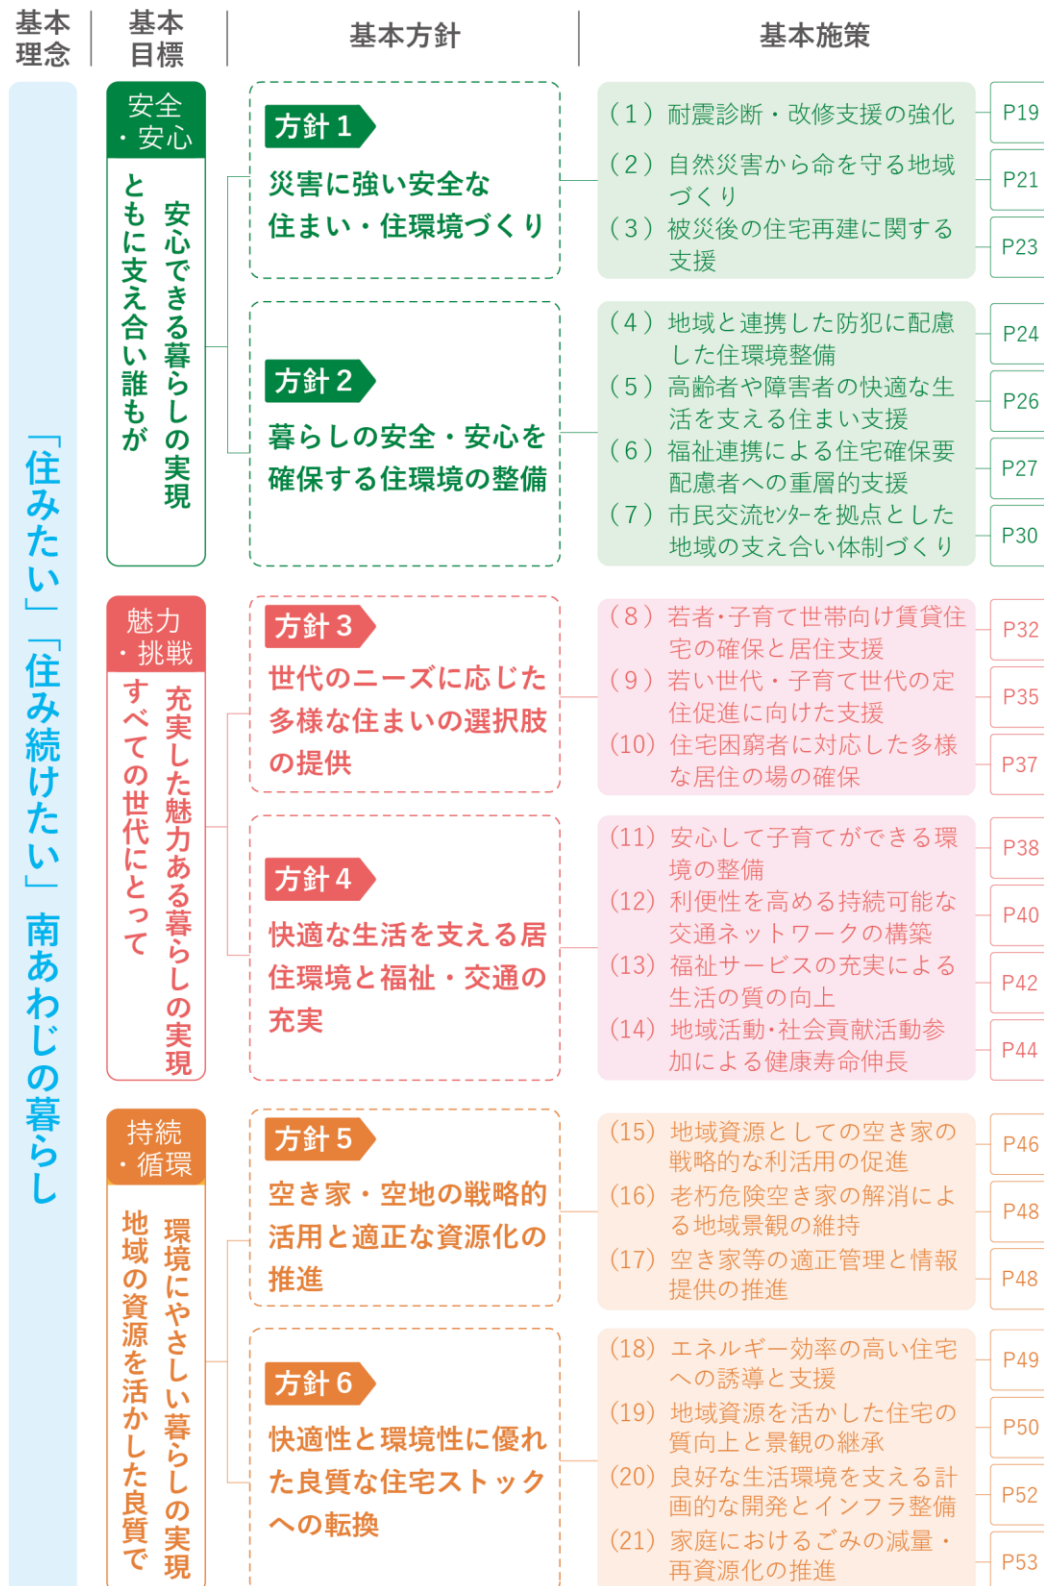 基本
理念
基本
目標
基本方針
基本施策
「住みたい」「住み続けたい」南あわじの暮らし
安全
・安心
ともに支え合い誰もが
安心できる暮らしの実現
方針1
災害に強い安全な
住まい・住環境づくり
(1)耐震診断・改修支援の強化
P19
(2)自然災害から命を守る地域
づくり
P21
(3)被災後の住宅再建に関する
支援
P23
方針2
暮らしの安全・安心を
確保する住環境の整備
(4)地域と連携した防犯に配慮
した住環境整備
P24
(5)高齢者や障害者の快適な生
活を支える住まい支援
P26
(6)福祉連携による住宅確保要
配慮者への重層的支援
P27
(7)市民交流ｾﾝﾀｰを拠点とした
地域の支え合い体制づくり
P30
魅力
・挑戦
すべての世代にとって
充実した魅力ある暮らしの実現
方針3
世代のニーズに応じた
多様な住まいの選択肢
の提供
(8)若者･子育て世帯向け賃貸住
宅の確保と居住支援
P32
(9)若い世代・子育て世代の定
住促進に向けた支援
P35
(10)住宅困窮者に対応した多様
な居住の場の確保
P37
方針4
快適な生活を支える居
住環境と福祉・交通の
充実
(11)安心して子育てができる環
境の整備
P38
(12)利便性を高める持続可能な
交通ネットワークの構築
P40
(13)福祉サービスの充実による
生活の質の向上
P42
(14)地域活動･社会貢献活動参
加による健康寿命伸長
P44
持続
・循環
地域の資源を活かした良質で
環境にやさしい暮らしの実現
方針5
空き家・空地の戦略的
活用と適正な資源化の
推進
(15)地域資源としての空き家の
戦略的な利活用の促進
P46
(16)老朽危険空き家の解消によ
る地域景観の維持
P48
(17)空き家等の適正管理と情報
提供の推進
P48
方針6
快適性と環境性に優れ
た良質な住宅ストック
への転換
(18)エネルギー効率の高い住宅
への誘導と支援
P49
(19)地域資源を活かした住宅の
質向上と景観の継承
P50
(20)良好な生活環境を支える計
画的な開発とインフラ整備
P52
(21)家庭におけるごみの減量・
再資源化の推進
P53